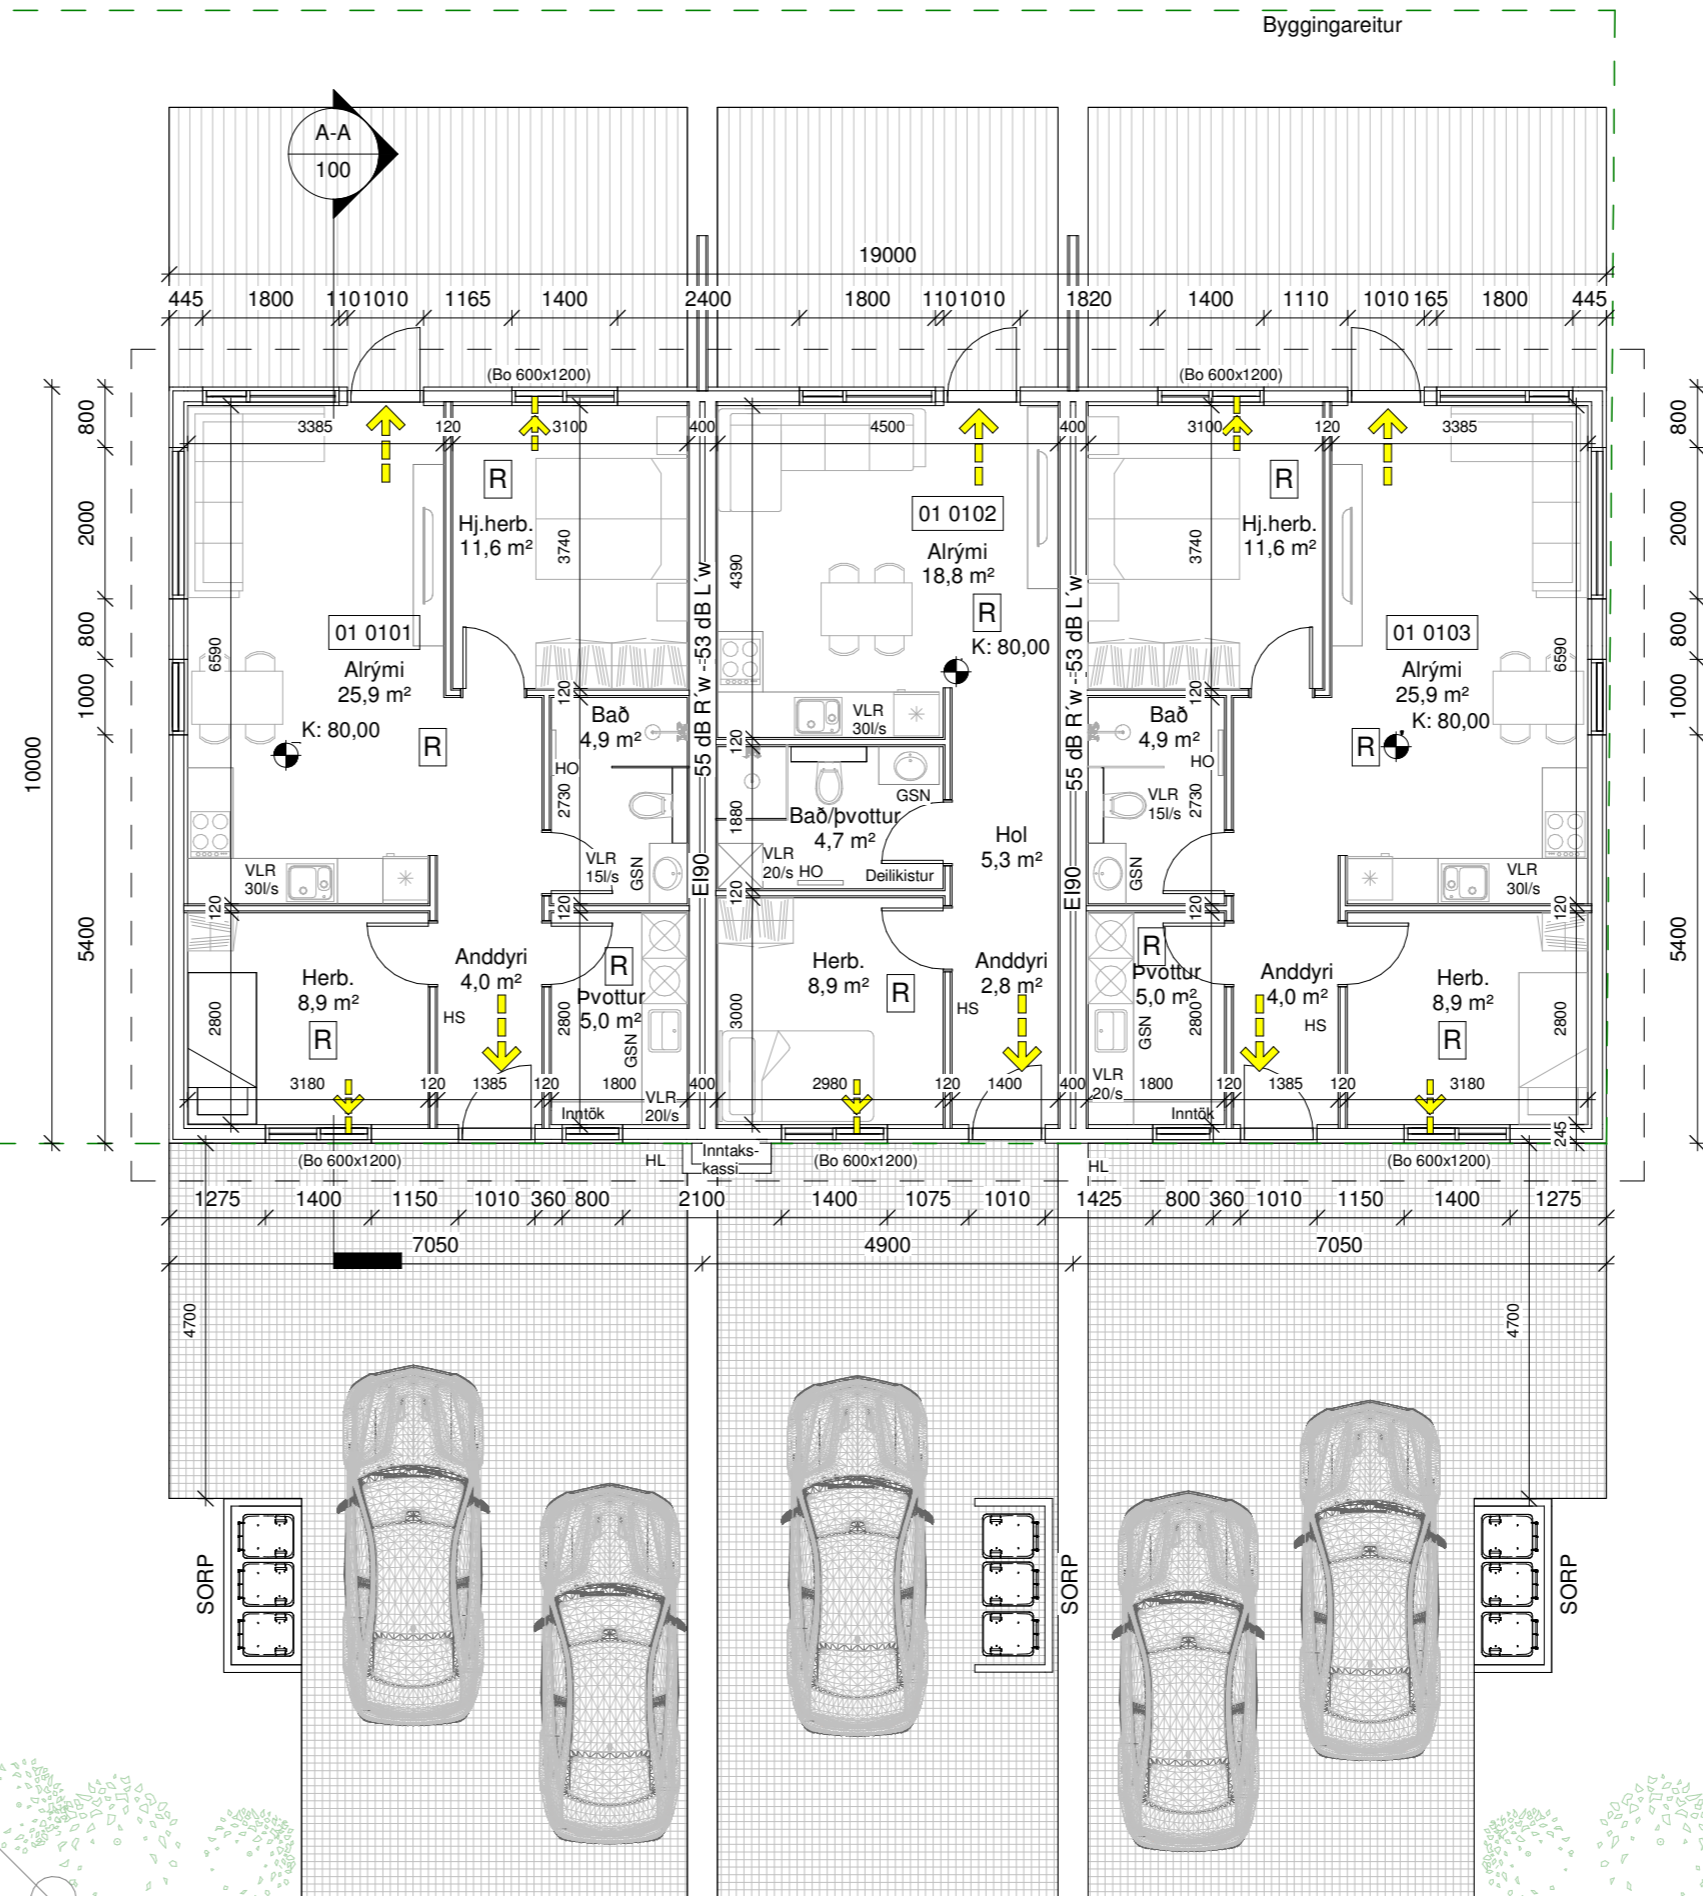 Byggingareitur
A-A
100
19000
445 1800 110 1010 1165 1400 2400 1800 110 1010 1820 1400 1110 1010 165 1800 445
(Bo 600x1200) (Bo 600x1200)
800 800
3385 120 3100 400 4500 400 3100 120 3385
R R
01 0102
2000 2000
Hj.herb.
11,6 m²
3740
4390
Alrými
18,8 m²
R
K: 80,00
3740
Hj.herb.
11,6 m²
55 dB R´w --53 dB L´w
55 dB R´w --53 dB L´w
01 0101
Alrými
25,9 m²
K: 80,00
R
6590
01 0103
Alrými
25,9 m²
K: 80,00
R
6590
800 800
1000 1000
10000
120 120
Bað
4,9 m²
HO
2730
VLR
15l/s
GSN
VLR
30l/s
120
GSN
Bað/þvottur
4,7 m²
1880
VLR
20l/s
HO
Deilikistur
Hol
5,3 m²
Bað
4,9 m²
HO
VLR
15l/s
2730
GSN
EI90 EI90
VLR
30l/s
VLR
30l/s
120 120 120 120 120
5400 5400
Herb.
8,9 m²
R
2800
Anddyri
4,0 m²
HS
R
Þvottur
5,0 m²
2800
GSN
Herb.
8,9 m²
R
3000
Anddyri
2,8 m²
HS
R
Þvottur
5,0 m²
2800
GSN
Anddyri
4,0 m²
HS
Herb.
8,9 m²
R
2800
3180 120 1385 120 1800 400 2980 120 1400 400 1800 120 1385 120 3180
VLR
20l/s
VLR
20l/s
Inntök Inntök
245
(Bo 600x1200) HL Inntaks-
kassi
(Bo 600x1200) HL (Bo 600x1200)
1275 1400 1150 1010 360 800 2100 1400 1075 1010 1425 800 360 1010 1150 1400 1275
7050 4900 7050
4700 4700
SORP SORP SORP